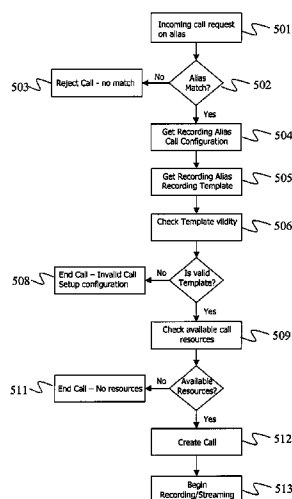 Incoming call request
on alias
501
Alias
Match?
502
No
Reject Call - no match
503
Yes
Get Recording Alias
Call Configuration
504
Get Recording Alias
Recording Template
505
Check Template vildity
506
Is valid
Template?
No
End Call – Invalid Call
Setup configuration
508
Yes
Check available call
resources
509
Available
Resources?
No
End Call – No resources
511
Yes
Create Call
512
Begin
Recording/Streaming
513